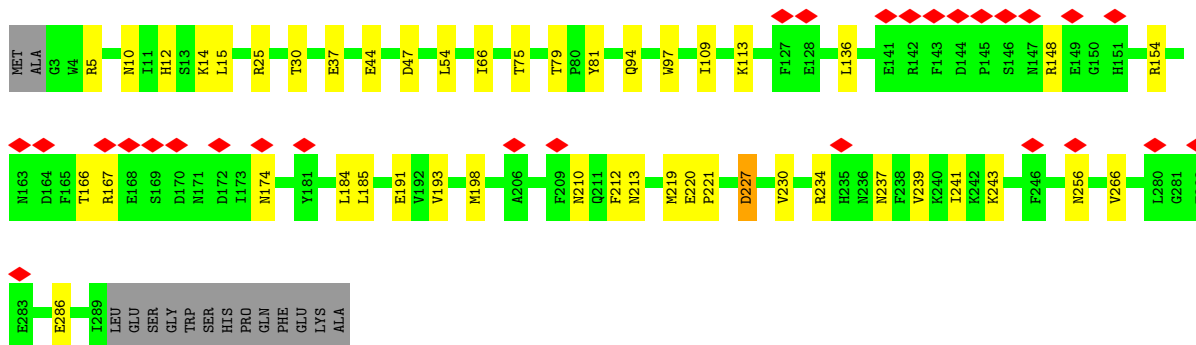 MET ALA G3 W4 R5 N10 I11 H12 S13 K14 L15 R25 T30 E37 E44 D47 L54 I66 T75 T79 P80 Y81 Q94 W97 I109 K113 F127 E128 L136 E141 R142 F143 D144 P145 S146 N147 R148 E149 G150 H151 R154
N163 D164 F165 T166 R167 E168 S169 D170 N171 D172 I173 N174 Y181 L184 L185 E191 V192 V193 M198 A206 F209 N210 Q211 F212 N213 M219 E220 P221 D227 V230 R234 H235 N236 N237 F238 V239 K240 I241 K242 K243 F246 N256 V266 L280 G281
E283 E286 I289 LEU GLU SER GLY TRP SER HIS PRO GLN PHE GLU LYS ALA